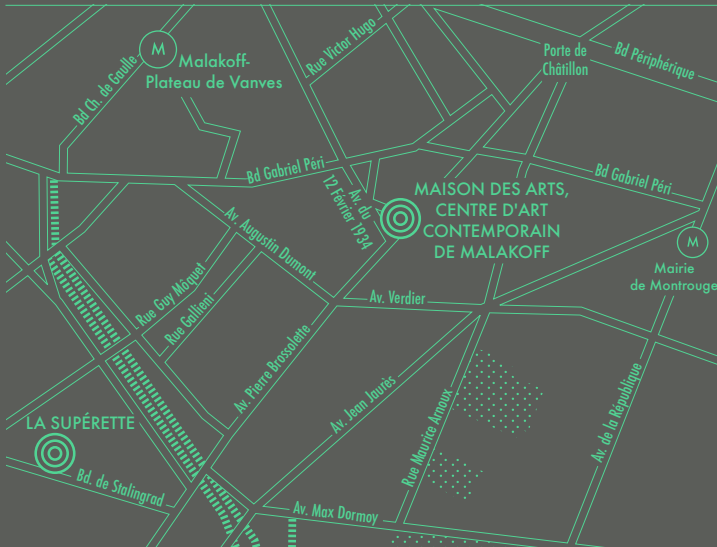 M
Malakoff-
Plateau de Vanves
Rue Victor Hugo
Porte de
Châtillon
Bd Périphérique
Bd Ch. de Gaulle
Bd Gabriel Péri
Av. du
12 Février 1934
MAISON DES ARTS,
CENTRE D'ART
CONTEMPORAIN
DE MALAKOFF
Bd Gabriel Péri
M
Mairie
de Montrouge
Av. Augustin Dumont
Rue Guy Môquet
Rue Gallieni
Av. Verdier
Av. Pierre Brossolette
Av. Jean Jaurès
Rue Maurice Arnoux
Av. de la République
LA SUPÉRETTE
Bd. de Stalingrad
Av. Max Dormoy